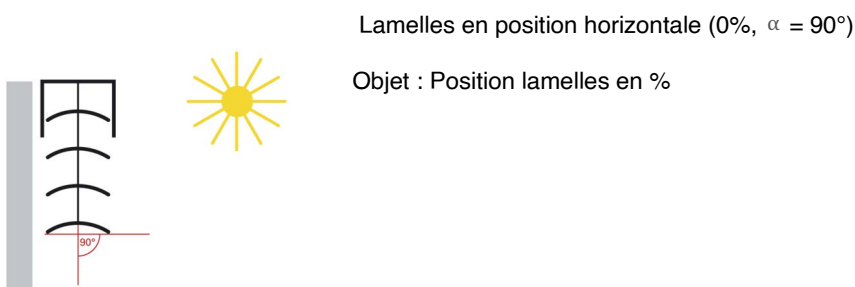 Lamelles en position horizontale (0%, α = 90°)
Objet : Position lamelles en %
90°